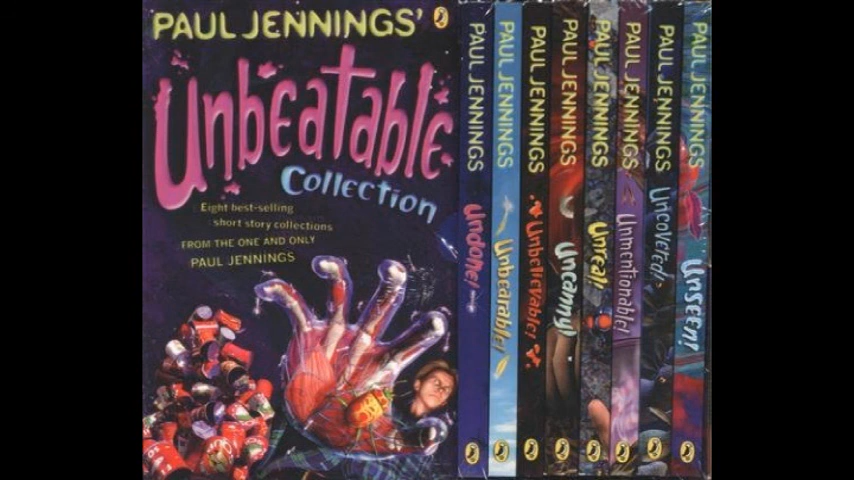 PAUL JENNINGS'
Unbeatable
Collection
Eight best-selling
short story collections
FROM THE ONE AND ONLY
PAUL JENNINGS
PAUL JENNINGS Undone!
PAUL JENNINGS Unbearable!
PAUL JENNINGS Unbelievable!
PAUL JENNINGS Uncanny!
PAUL JENNINGS Unreal!
PAUL JENNINGS Unmentionable!
PAUL JENNINGS Uncovered!
PAUL JENNINGS Unseen!